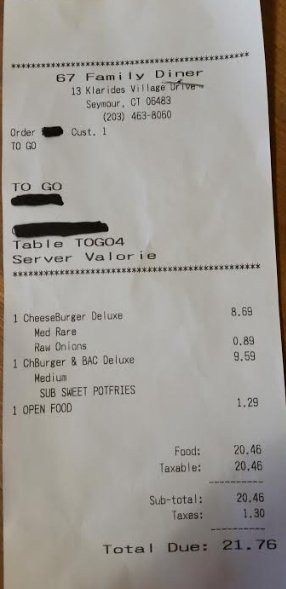 ********************************************
67 Family Diner
13 Klarides Village Drive
Seymour, CT 06483
(203) 463-8060
Order Cust. 1
TO GO
TO GO
Table TOGO4
Server Valorie
********************************************
1 CheeseBurger Deluxe 8.69
Med Rare
Raw Onions 0.89
1 ChBurger & BAC Deluxe 9.59
Medium
SUB SWEET POTFRIES
1 OPEN FOOD 1.29
Food: 20.46
Taxable: 20.46
-----------
Sub-total: 20.46
Taxes: 1.30
-----------
Total Due: 21.76